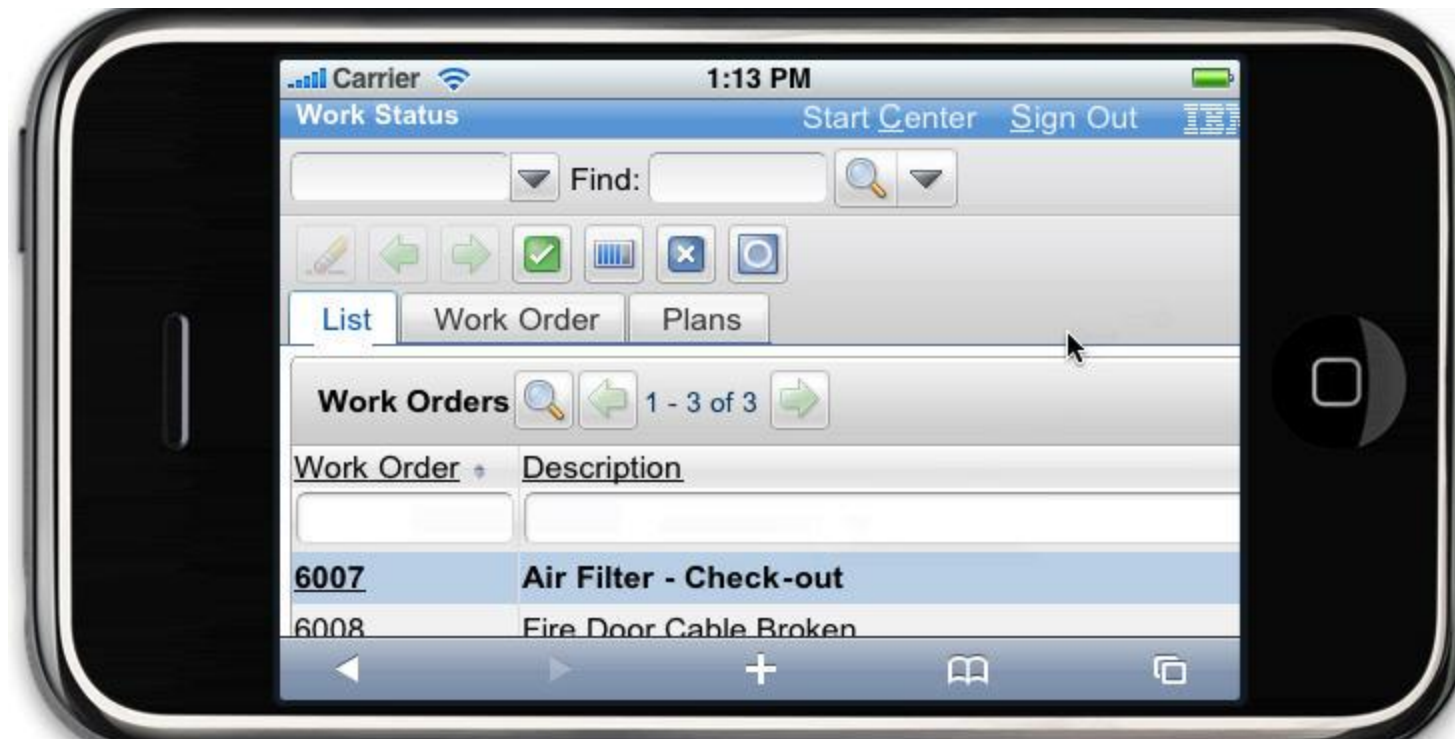 Carrier 1:13 PM
Work Status Start Center Sign Out IBM
Find:
List Work Order Plans
Work Orders 1 - 3 of 3
Work Order Description
6007 Air Filter - Check-out
6008 Fire Door Cable Broken